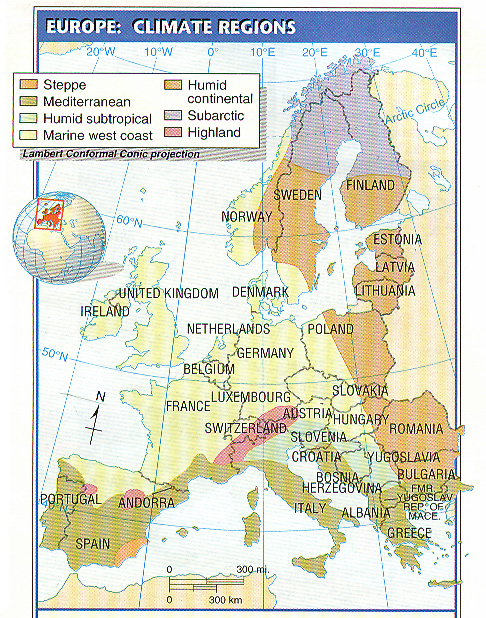 EUROPE: CLIMATE REGIONS
20°W 10°W 0° 10°E 20°E 30°E 40°E
Steppe
Mediterranean
Humid subtropical
Marine west coast
Humid
continental
Subarctic
Highland
Lambert Conformal Conic projection
Arctic Circle
60°N
50°N
N
SWEDEN
FINLAND
NORWAY
ESTONIA
LATVIA
LITHUANIA
UNITED KINGDOM
DENMARK
IRELAND
NETHERLANDS
POLAND
GERMANY
BELGIUM
LUXEMBOURG
SLOVAKIA
FRANCE
AUSTRIA
HUNGARY
SWITZERLAND
ROMANIA
SLOVENIA
CROATIA
YUGOSLAVIA
BOSNIA
HERZEGOVINA
BULGARIA
FMR.
YUGOSLAV
REP. OF
MACE.
PORTUGAL
ANDORRA
ITALY
ALBANIA
GREECE
SPAIN
0 300 mi.
0 300 km